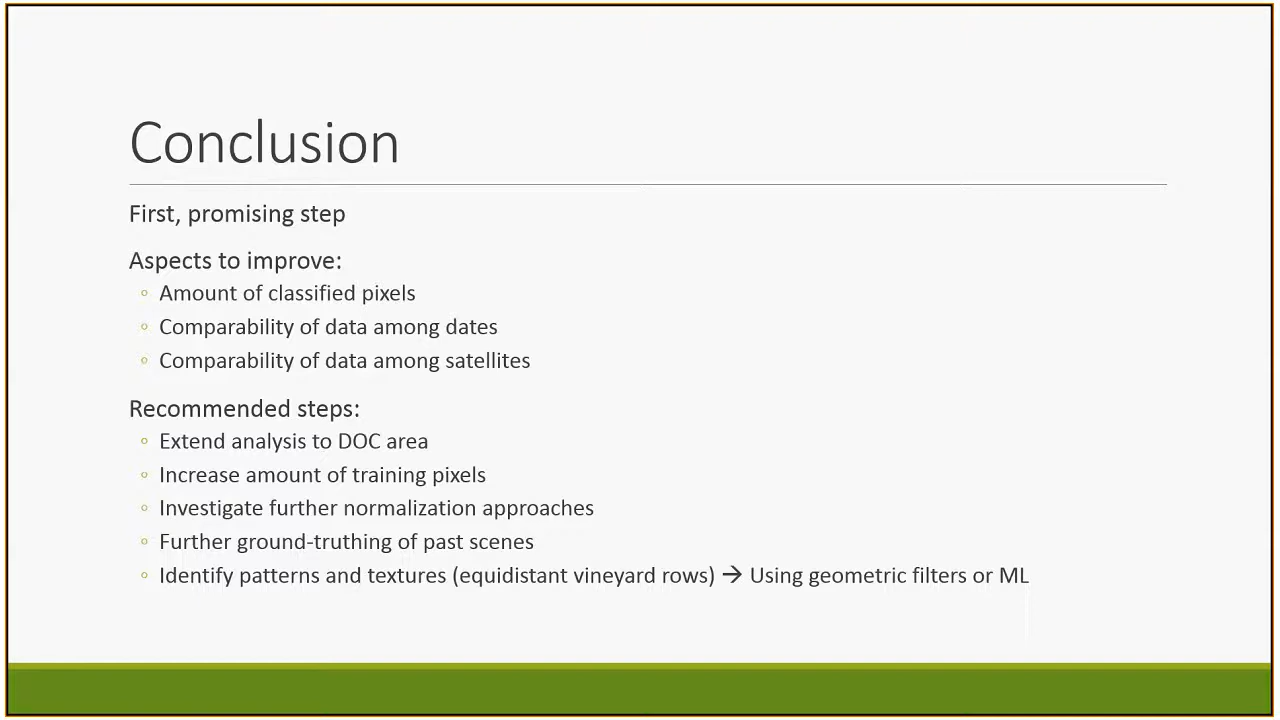 Conclusion
First, promising step
Aspects to improve:
◦ Amount of classified pixels
◦ Comparability of data among dates
◦ Comparability of data among satellites
Recommended steps:
◦ Extend analysis to DOC area
◦ Increase amount of training pixels
◦ Investigate further normalization approaches
◦ Further ground-truthing of past scenes
◦ Identify patterns and textures (equidistant vineyard rows) → Using geometric filters or ML